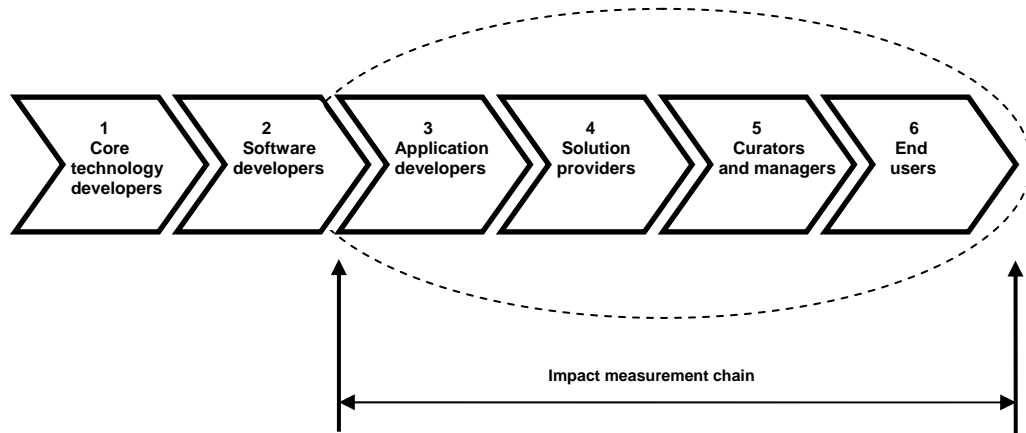 1
Core
technology
developers
2
Software
developers
3
Application
developers
4
Solution
providers
5
Curators
and managers
6
End
users
Impact measurement chain